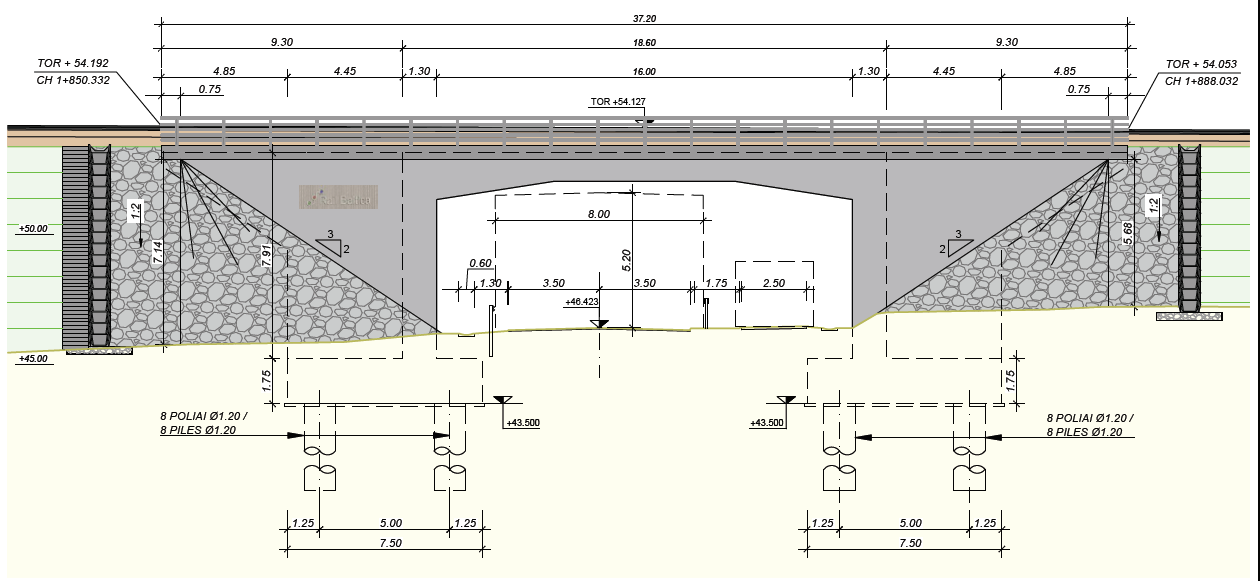 37.20
9.30 18.60 9.30
TOR + 54.192
CH 1+850.332
4.85 4.45 1.30 16.00 1.30 4.45 4.85
TOR + 54.053
CH 1+888.032
0.75 0.75
TOR +54.127
Rail Baltica
1:2 1:2
8.00
+50.00
3 3
2 2
7.14 7.91 5.20 5.68
0.60
1.30 3.50 3.50 1.75 2.50
+46.423
+45.00
1.75 1.75
8 POLIAI Ø1.20 /
8 PILES Ø1.20
+43.500 +43.500
8 POLIAI Ø1.20 /
8 PILES Ø1.20
1.25 5.00 1.25 1.25 5.00 1.25
7.50 7.50